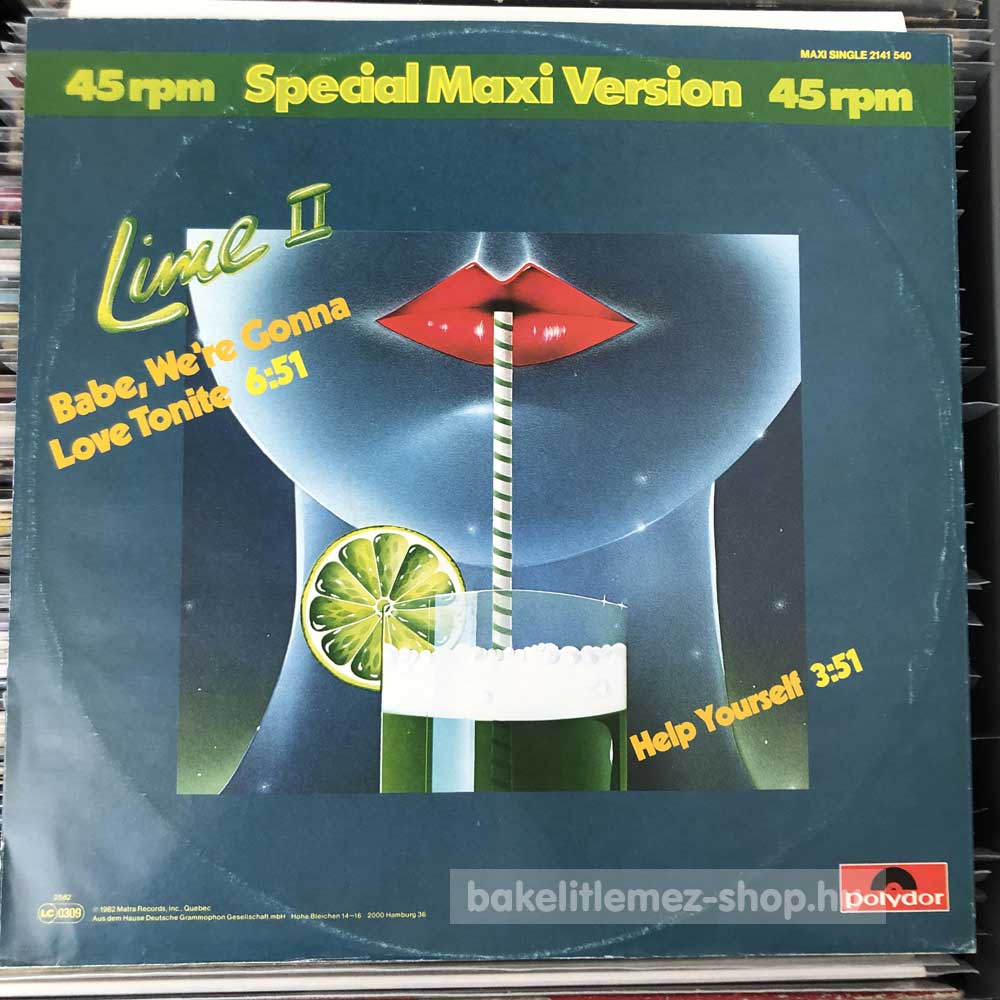 MAXI SINGLE 2141 540
45 rpm Special Maxi Version 45 rpm
Lime II
Babe, We're Gonna
Love Tonite 6:51
Help Yourself 3:51
2582
LC 0309
℗ 1982 Matra Records, Inc., Quebec
Aus dem Hause Deutsche Grammophon Gesellschaft mbH Hohe Bleichen 14–16 2000 Hamburg 36
bakelitlemez-shop.hu
polydor